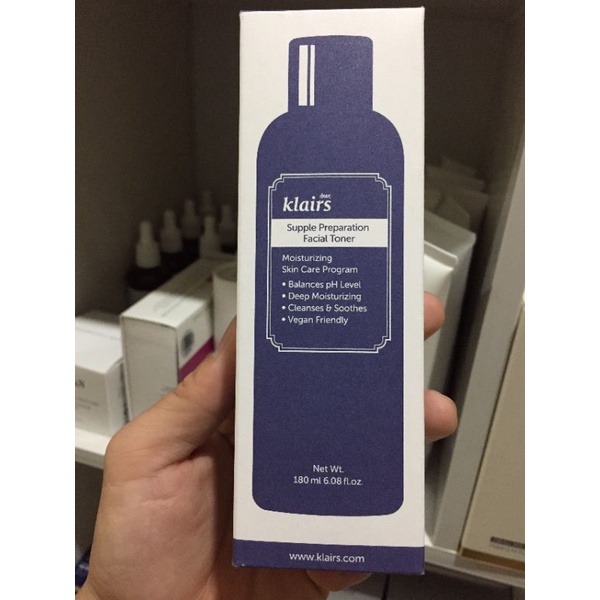 dear,
klairs
Supple Preparation
Facial Toner
Moisturizing
Skin Care Program
• Balances pH Level
• Deep Moisturizing
• Cleanses & Soothes
• Vegan Friendly
Net Wt.
180 ml 6.08 fl.oz.
www.klairs.com